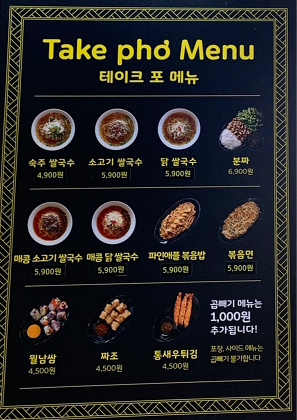 Take phở Menu
테이크 포 메뉴
숙주 쌀국수
4,900원
소고기 쌀국수
5,900원
닭 쌀국수
5,900원
분짜
6,900원
매콤 소고기 쌀국수
5,900원
매콤 닭 쌀국수
5,900원
파인애플 볶음밥
5,900원
볶음면
5,900원
월남쌈
4,500원
짜조
4,500원
통새우튀김
4,500원
곱빼기 메뉴는
1,000원
추가됩니다!
포장, 사이드 메뉴는
곱빼기 불가합니다